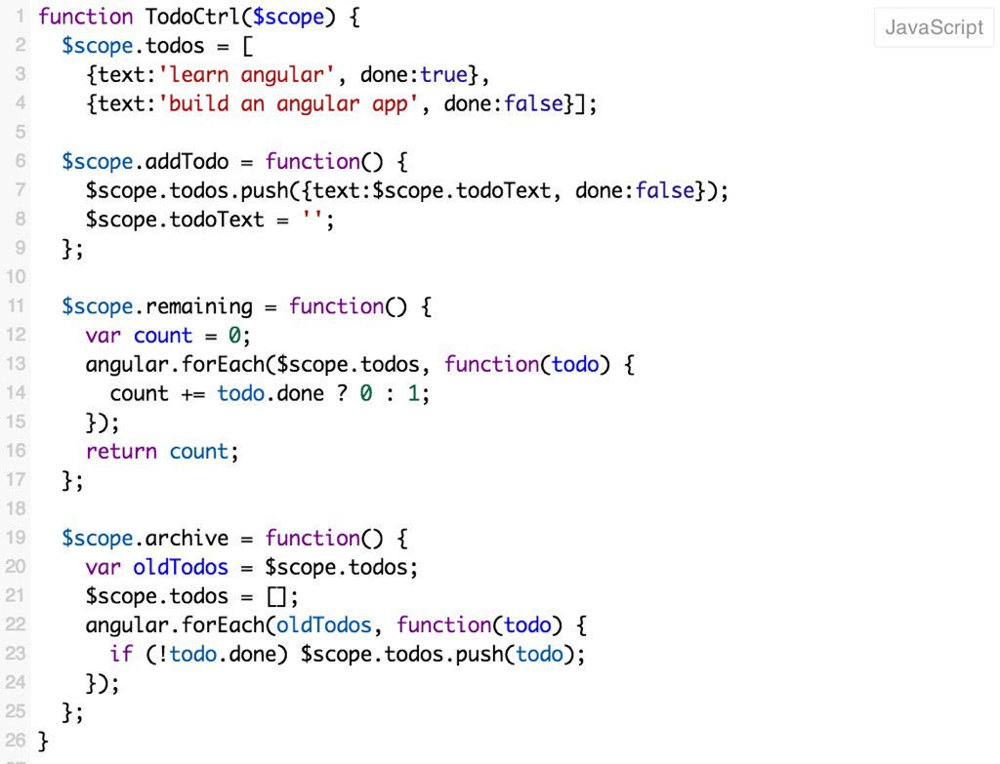 JavaScript
1 function TodoCtrl($scope) {
2   $scope.todos = [
3     {text:'learn angular', done:true},
4     {text:'build an angular app', done:false}];
5
6   $scope.addTodo = function() {
7     $scope.todos.push({text:$scope.todoText, done:false});
8     $scope.todoText = '';
9   };
10
11   $scope.remaining = function() {
12     var count = 0;
13     angular.forEach($scope.todos, function(todo) {
14       count += todo.done ? 0 : 1;
15     });
16     return count;
17   };
18
19   $scope.archive = function() {
20     var oldTodos = $scope.todos;
21     $scope.todos = [];
22     angular.forEach(oldTodos, function(todo) {
23       if (!todo.done) $scope.todos.push(todo);
24     });
25   };
26 }